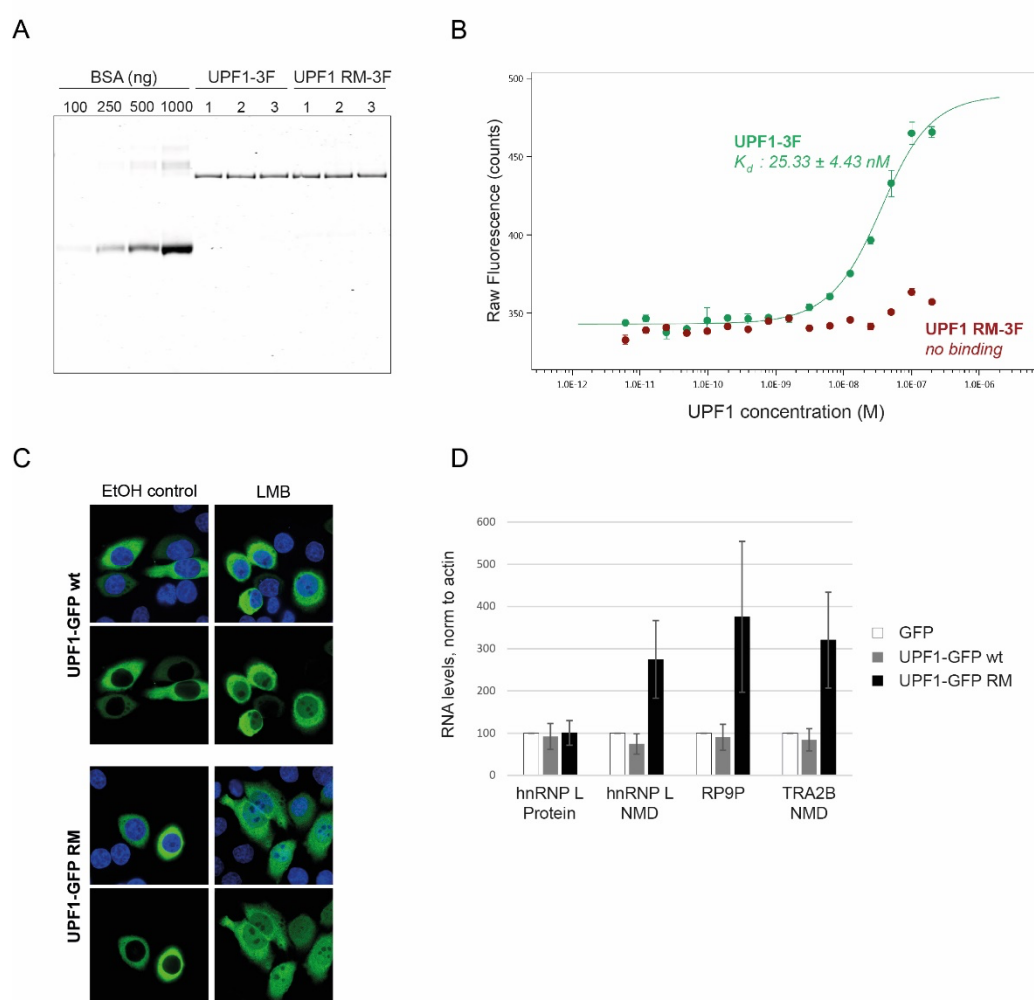 A
BSA (ng) UPF1-3F UPF1 RM-3F
100 250 500 1000 1 2 3 1 2 3
B
500
450
400
350
Raw Fluorescence (counts)
UPF1-3F
Kd : 25.33 ± 4.43 nM
UPF1 RM-3F
no binding
1.0E-12 1.0E-11 1.0E-10 1.0E-09 1.0E-08 1.0E-07 1.0E-06
UPF1 concentration (M)
C
EtOH control LMB
UPF1-GFP wt
UPF1-GFP RM
D
600
500
400
300
200
100
0
RNA levels, norm to actin
hnRNP L
Protein
hnRNP L
NMD
RP9P
TRA2B
NMD
GFP
UPF1-GFP wt
UPF1-GFP RM